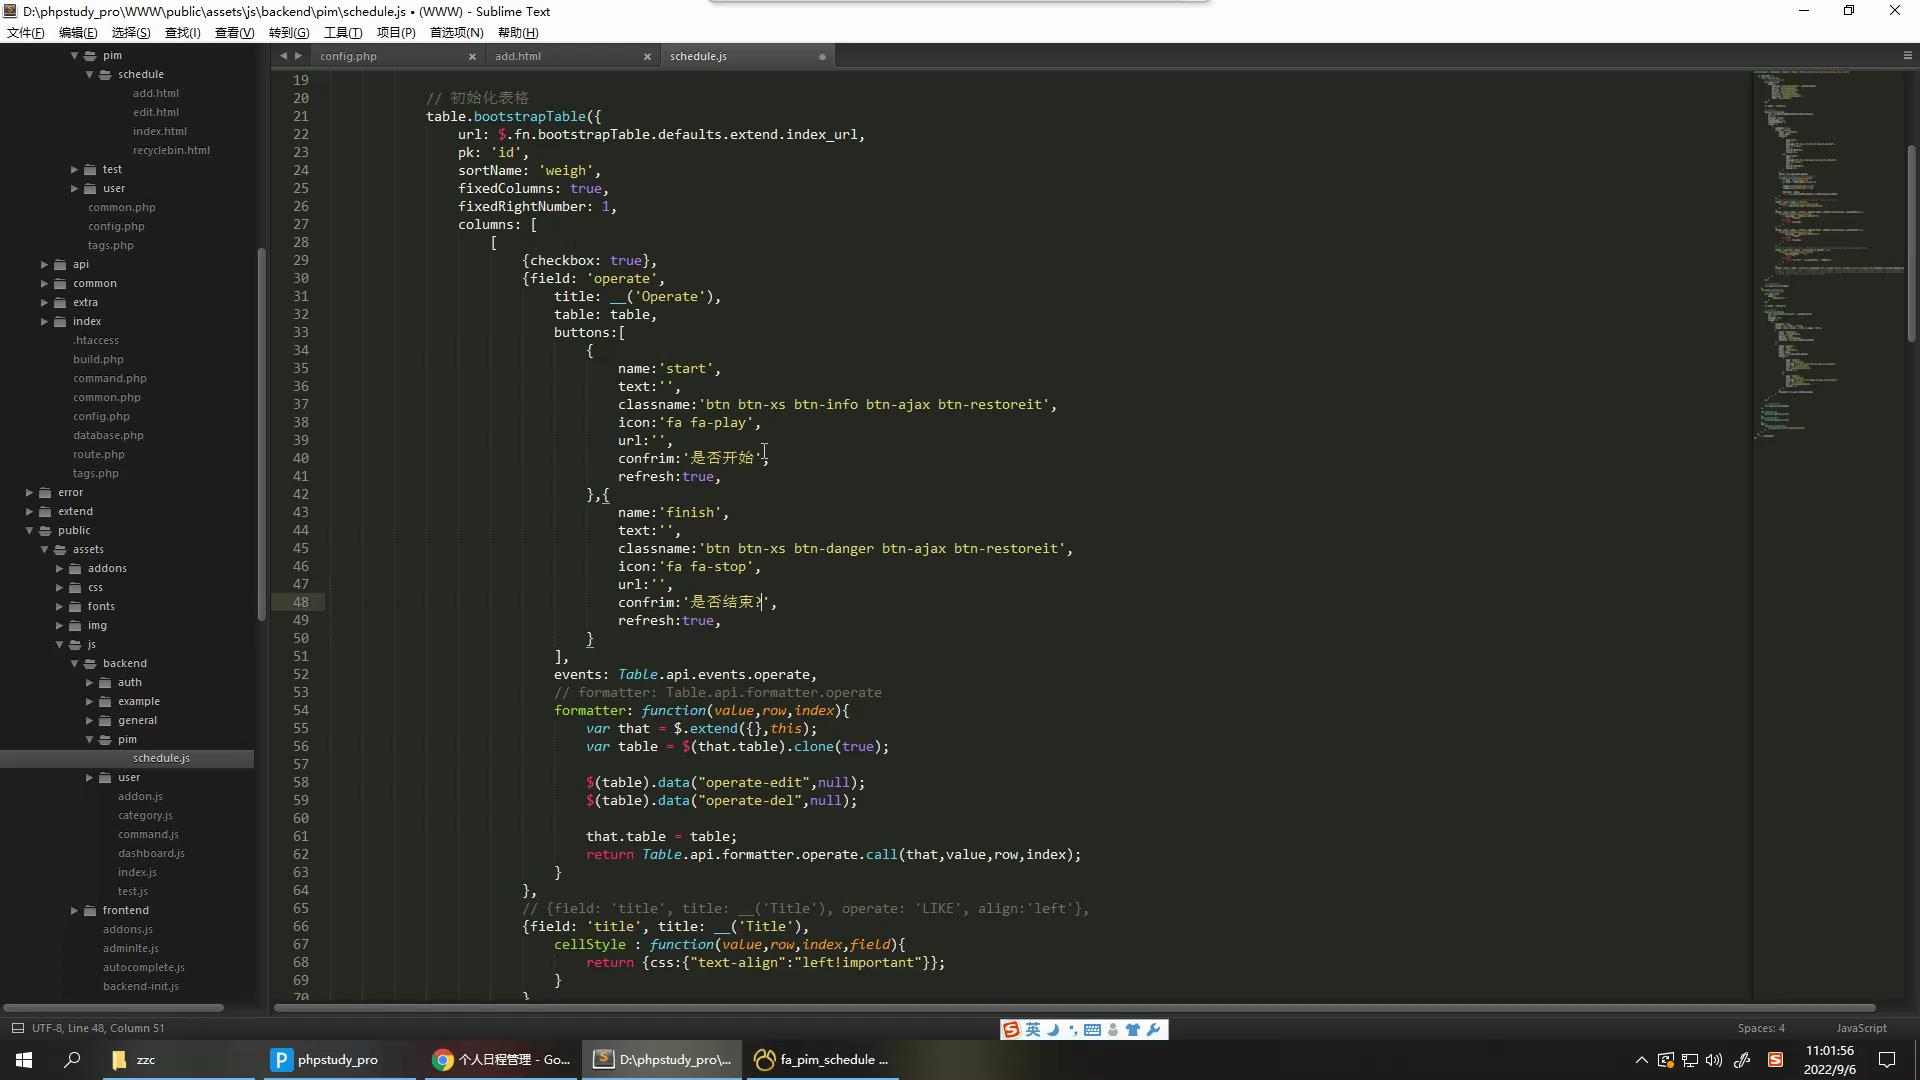 D:\phpstudy_pro\WWW\public\assets\js\backend\pim\schedule.js • (WWW) - Sublime Text
文件(F) 编辑(E) 选择(S) 查找(I) 查看(V) 转到(G) 工具(T) 项目(P) 首选项(N) 帮助(H)
config.php add.html schedule.js
pim
schedule
add.html
edit.html
index.html
recyclebin.html
test
user
common.php
config.php
tags.php
api
common
extra
index
.htaccess
build.php
command.php
common.php
config.php
database.php
route.php
tags.php
error
extend
public
assets
addons
css
fonts
img
js
backend
auth
example
general
pim
schedule.js
user
addon.js
category.js
command.js
dashboard.js
index.js
test.js
frontend
addons.js
adminlte.js
autocomplete.js
backend-init.js
19
20 // 初始化表格
21 table.bootstrapTable({
22 url: $.fn.bootstrapTable.defaults.extend.index_url,
23 pk: 'id',
24 sortName: 'weigh',
25 fixedColumns: true,
26 fixedRightNumber: 1,
27 columns: [
28 [
29 {checkbox: true},
30 {field: 'operate',
31 title: __('Operate'),
32 table: table,
33 buttons:[
34 {
35 name:'start',
36 text:'',
37 classname:'btn btn-xs btn-info btn-ajax btn-restoreit',
38 icon:'fa fa-play',
39 url:'',
40 confrim:'是否开始',
41 refresh:true,
42 },{
43 name:'finish',
44 text:'',
45 classname:'btn btn-xs btn-danger btn-ajax btn-restoreit',
46 icon:'fa fa-stop',
47 url:'',
48 confrim:'是否结束?',
49 refresh:true,
50 }
51 ],
52 events: Table.api.events.operate,
53 // formatter: Table.api.formatter.operate
54 formatter: function(value,row,index){
55 var that = $.extend({},this);
56 var table = $(that.table).clone(true);
57
58 $(table).data("operate-edit",null);
59 $(table).data("operate-del",null);
60
61 that.table = table;
62 return Table.api.formatter.operate.call(that,value,row,index);
63 }
64 },
65 // {field: 'title', title: __('Title'), operate: 'LIKE', align:'left'},
66 {field: 'title', title: __('Title'),
67 cellStyle : function(value,row,index,field){
68 return {css:{"text-align":"left!important"}};
69 }
70 }
UTF-8, Line 48, Column 51
英
Spaces: 4 JavaScript
zzc phpstudy 个人日程管理 - Go... D:\phpstudy_pro\... fa_pim_schedule ...
11:01:56
2022/9/6